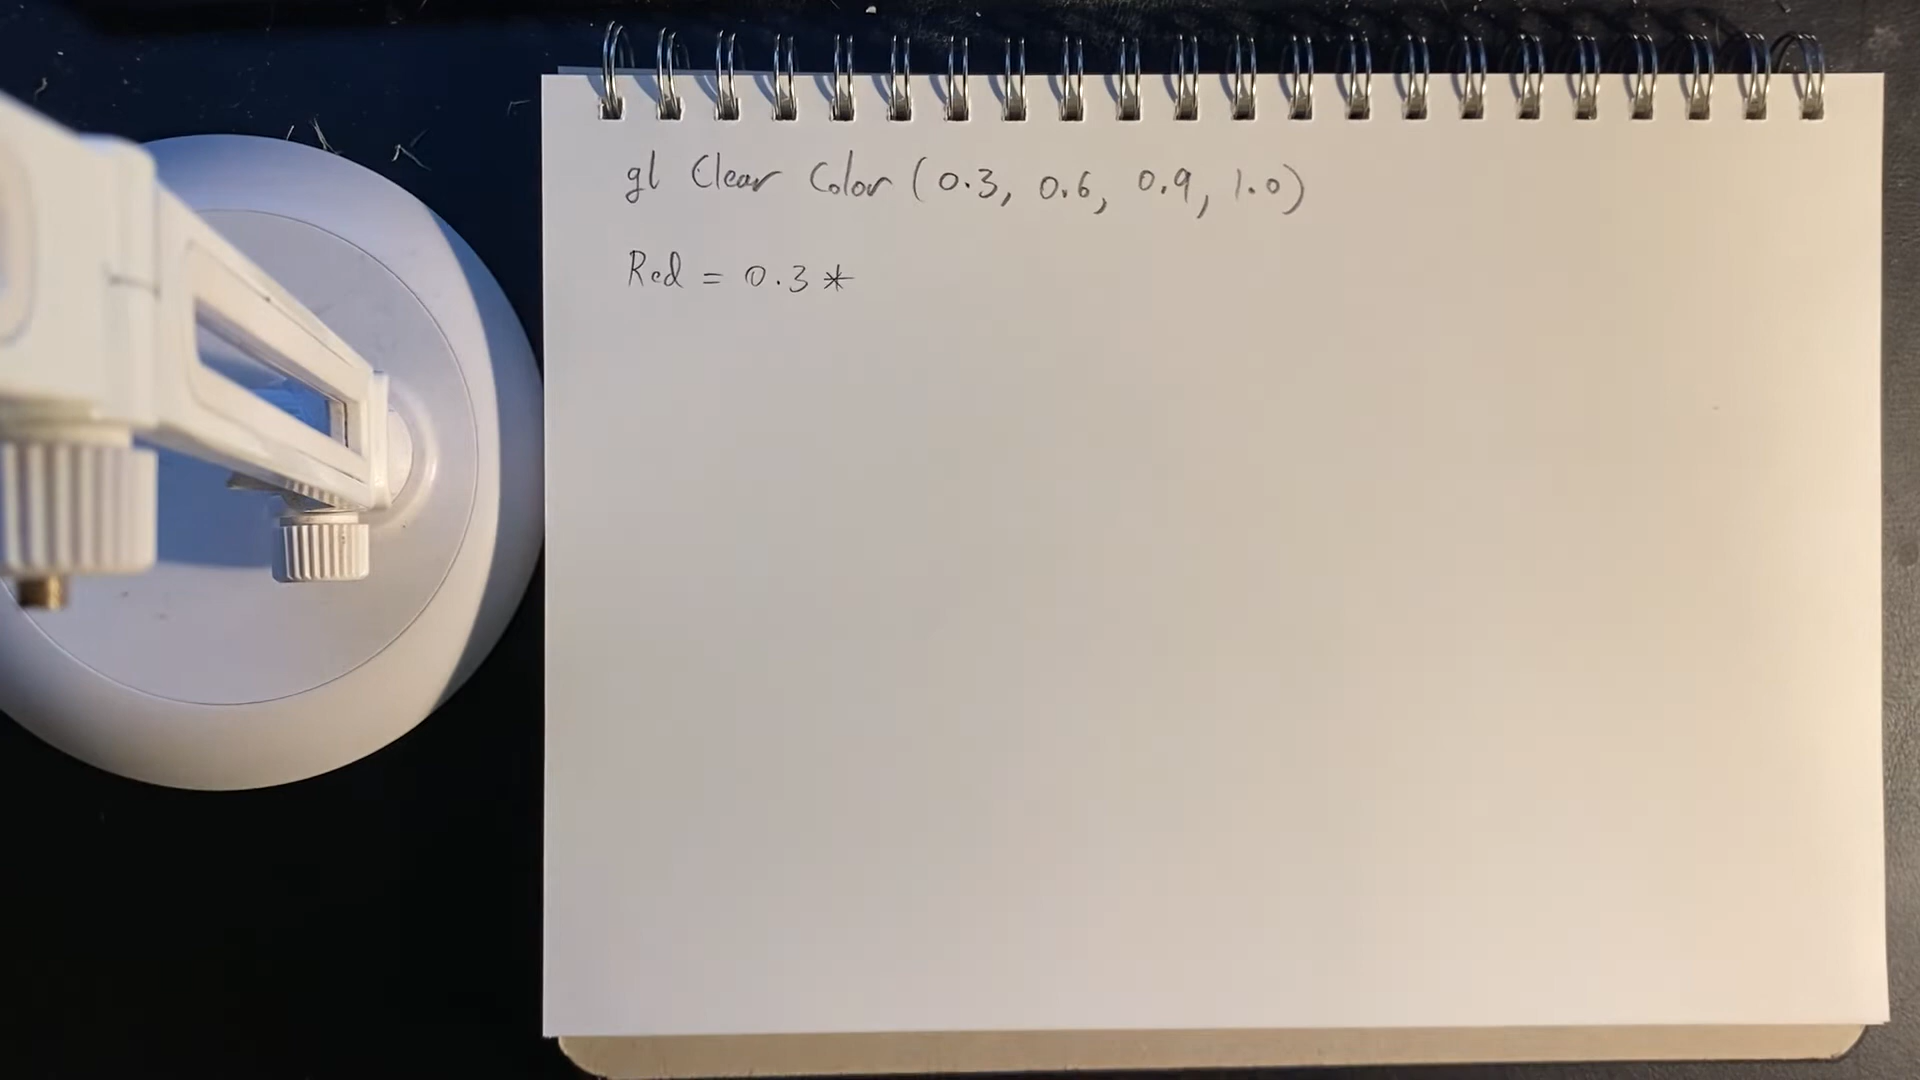 gl Clear Color (0.3, 0.6, 0.9, 1.0)
Red = 0.3 *